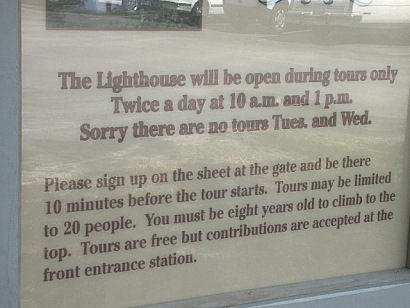 The Lighthouse will be open during tours only
Twice a day at 10 a.m. and 1 p.m.
Sorry there are no tours Tues. and Wed.
Please sign up on the sheet at the gate and be there
10 minutes before the tour starts. Tours may be limited
to 20 people. You must be eight years old to climb to the
top. Tours are free but contributions are accepted at the
front entrance station.